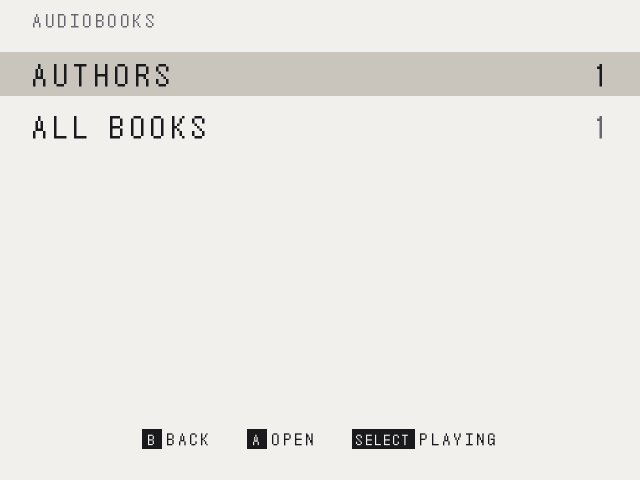 AUDIOBOOKS
AUTHORS 1
ALL BOOKS 1
B BACK A OPEN SELECT PLAYING